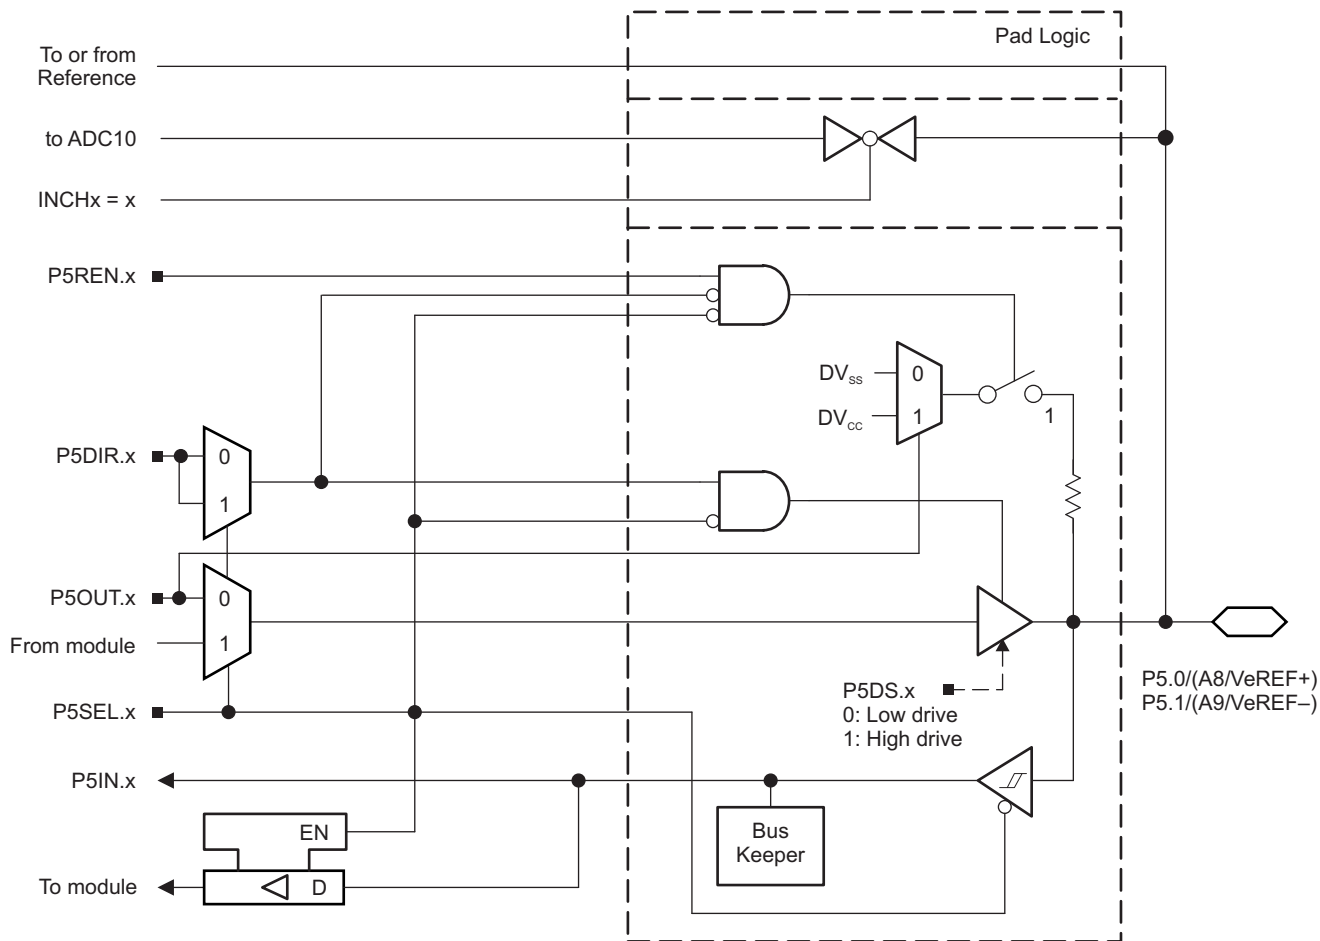 Pad Logic
To or from
Reference
to ADC10
INCHx = x
P5REN.x
DVSS
0
DVCC
1
1
P5DIR.x
0
1
P5OUT.x
0
From module
1
P5SEL.x
P5DS.x
0: Low drive
1: High drive
P5.0/(A8/VeREF+)
P5.1/(A9/VeREF–)
P5IN.x
Bus
Keeper
EN
To module
D